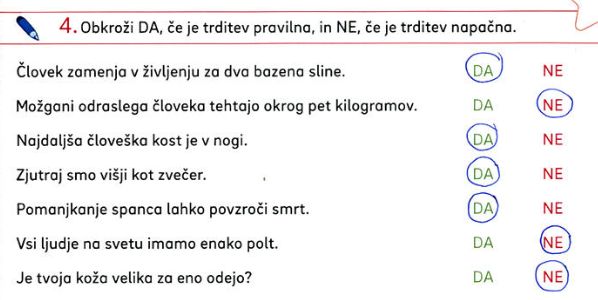 4. Obkroži DA, če je trditev pravilna, in NE, če je trditev napačna.
Človek zamenja v življenju za dva bazena sline. DA NE
Možgani odraslega človeka tehtajo okrog pet kilogramov. DA NE
Najdaljša človeška kost je v nogi. DA NE
Zjutraj smo višji kot zvečer. DA NE
Pomanjkanje spanca lahko povzroči smrt. DA NE
Vsi ljudje na svetu imamo enako polt. DA NE
Je tvoja koža velika za eno odejo? DA NE